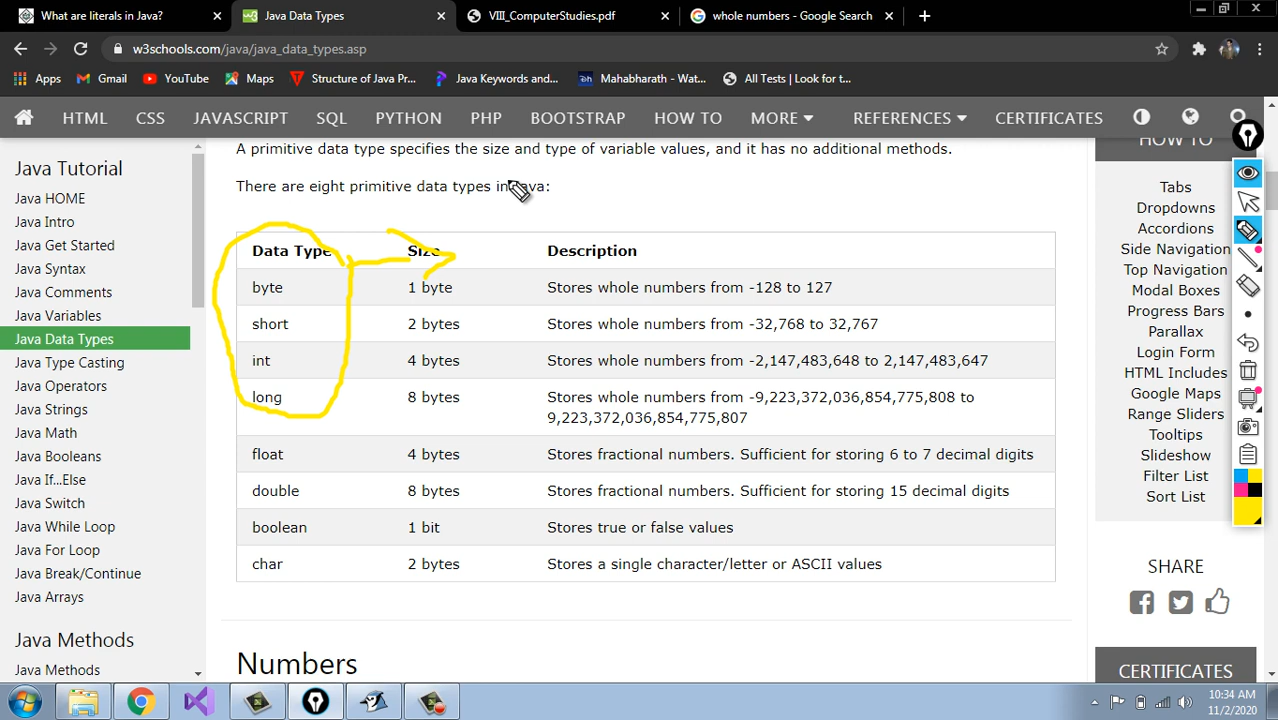 What are literals in Java? × Java Data Types × VIII_ComputerStudies.pdf × whole numbers - Google Search × +
w3schools.com/java/java_data_types.asp
Apps Gmail YouTube Maps Structure of Java Pr... Java Keywords and... Mahabharath - Wat... All Tests | Look for t...
HTML CSS JAVASCRIPT SQL PYTHON PHP BOOTSTRAP HOW TO MORE REFERENCES CERTIFICATES
Java Tutorial
Java HOME
Java Intro
Java Get Started
Java Syntax
Java Comments
Java Variables
Java Data Types
Java Type Casting
Java Operators
Java Strings
Java Math
Java Booleans
Java If...Else
Java Switch
Java While Loop
Java For Loop
Java Break/Continue
Java Arrays
Java Methods
Java Methods
A primitive data type specifies the size and type of variable values, and it has no additional methods.
There are eight primitive data types in Java:
Data Type Size Description
byte 1 byte Stores whole numbers from -128 to 127
short 2 bytes Stores whole numbers from -32,768 to 32,767
int 4 bytes Stores whole numbers from -2,147,483,648 to 2,147,483,647
long 8 bytes Stores whole numbers from -9,223,372,036,854,775,808 to
9,223,372,036,854,775,807
float 4 bytes Stores fractional numbers. Sufficient for storing 6 to 7 decimal digits
double 8 bytes Stores fractional numbers. Sufficient for storing 15 decimal digits
boolean 1 bit Stores true or false values
char 2 bytes Stores a single character/letter or ASCII values
Numbers
HOW TO
Tabs
Dropdowns
Accordions
Side Navigation
Top Navigation
Modal Boxes
Progress Bars
Parallax
Login Form
HTML Includes
Google Maps
Range Sliders
Tooltips
Slideshow
Filter List
Sort List
SHARE
CERTIFICATES
10:34 AM
11/2/2020